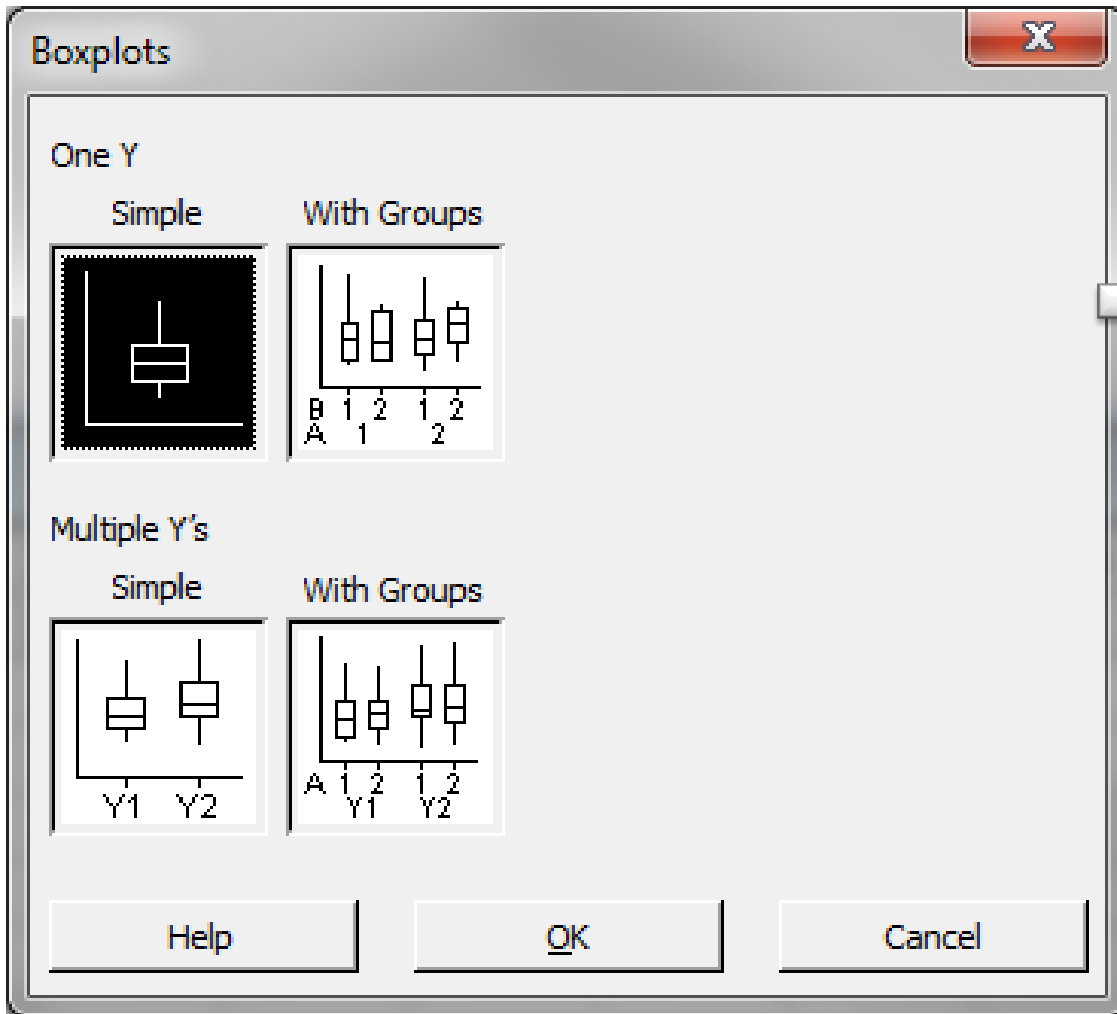 Boxplots
X
One Y
Simple With Groups
B 1 2 1 2
A 1 2
Multiple Y's
Simple With Groups
Y1 Y2
A 1 2 1 2
Y1 Y2
Help OK Cancel